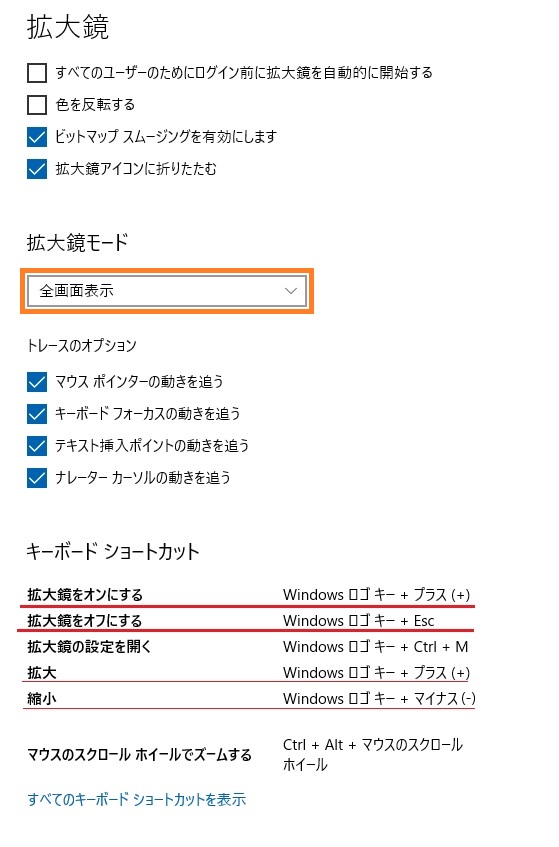 拡大鏡
すべてのユーザーのためにログイン前に拡大鏡を自動的に開始する
色を反転する
ビットマップ スムージングを有効にします
拡大鏡アイコンに折りたたむ
拡大鏡モード
全画面表示
トレースのオプション
マウス ポインターの動きを追う
キーボード フォーカスの動きを追う
テキスト挿入ポイントの動きを追う
ナレーター カーソルの動きを追う
キーボード ショートカット
拡大鏡をオンにする Windows ロゴ キー + プラス (+)
拡大鏡をオフにする Windows ロゴ キー + Esc
拡大鏡の設定を開く Windows ロゴ キー + Ctrl + M
拡大 Windows ロゴ キー + プラス (+)
縮小 Windows ロゴ キー + マイナス (-)
マウスのスクロール ホイールでズームする Ctrl + Alt + マウスのスクロール
ホイール
すべてのキーボード ショートカットを表示